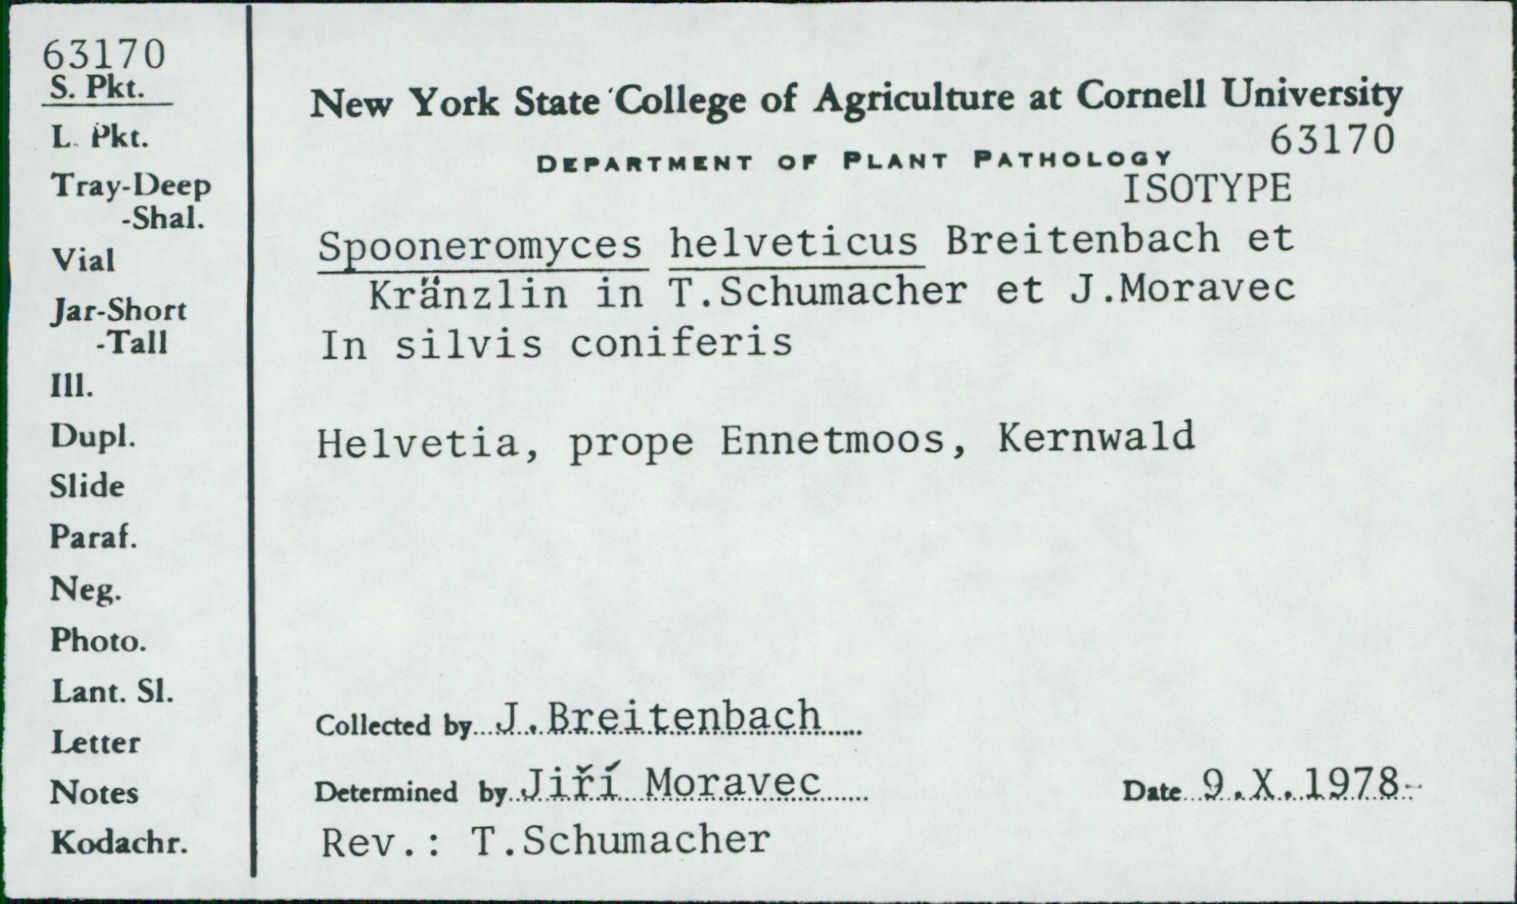 63170
S. Pkt.
L. Pkt.
Tray-Deep
-Shal.
Vial
Jar-Short
-Tall
Ill.
Dupl.
Slide
Paraf.
Neg.
Photo.
Lant. Sl.
Letter
Notes
Kodachr.
New York State College of Agriculture at Cornell University
63170
DEPARTMENT OF PLANT PATHOLOGY
ISOTYPE
Spooneromyces helveticus Breitenbach et
Kränzlin in T.Schumacher et J.Moravec
In silvis coniferis
Helvetia, prope Ennetmoos, Kernwald
Collected by J.Breitenbach
Determined by Jiří Moravec
Date 9.X.1978
Rev.: T.Schumacher